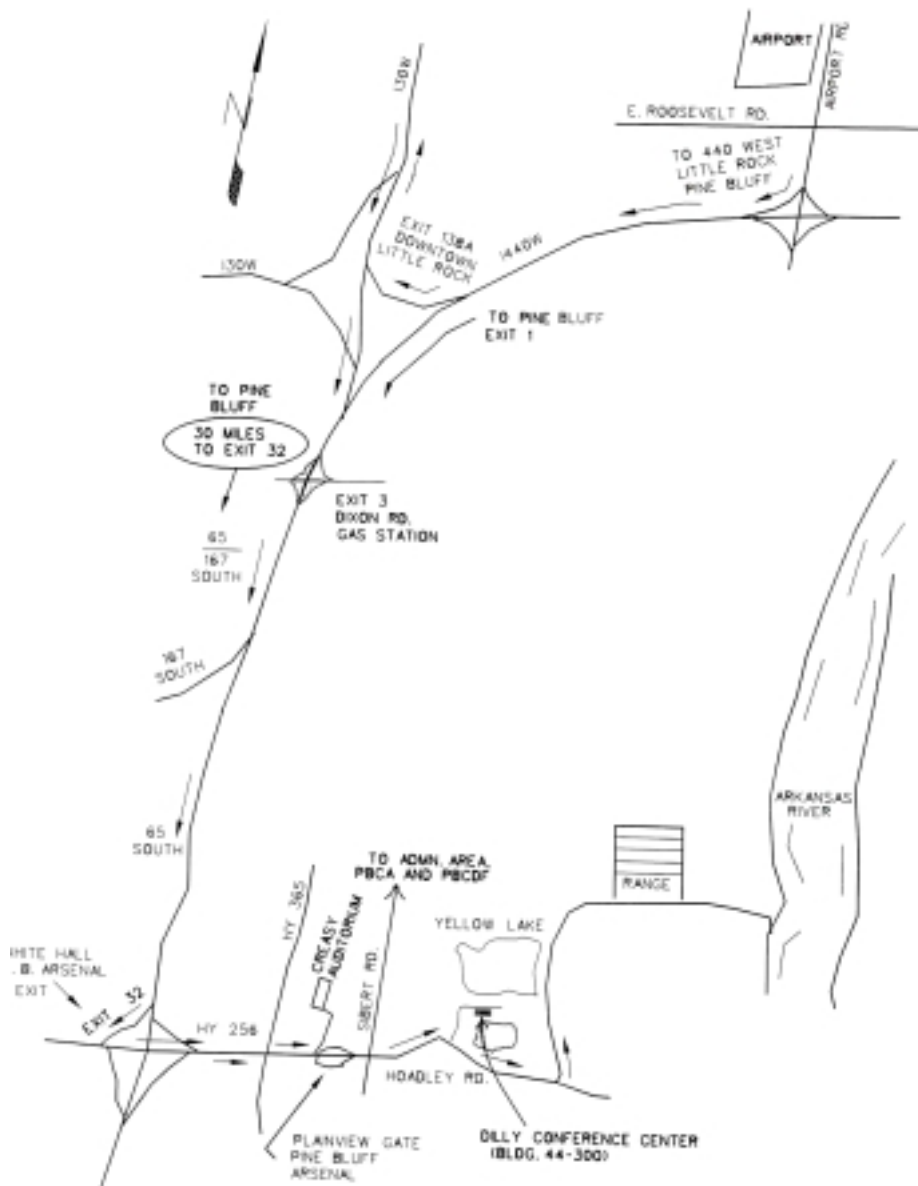 AIRPORT
AIRPORT RD.
E. ROOSEVELT RD.
N
130W
TO 440 WEST
LITTLE ROCK
PINE BLUFF
EXIT 138A
DOWNTOWN
LITTLE ROCK
1440W
130W
TO PINE BLUFF
EXIT 1
TO PINE
BLUFF
30 MILES
TO EXIT 32
EXIT 3
DIXON RD.
GAS STATION
65
167
SOUTH
167
SOUTH
ARKANSAS
RIVER
65
SOUTH
TO ADMN. AREA,
PBCA AND PBCDF
RANGE
HY 365
CREASY
AUDITORIUM
YELLOW LAKE
SIBERT RD.
HITE HALL
. B. ARSENAL
EXIT
EXIT 32
HY 256
HOADLEY RD.
PLAINVIEW GATE
PINE BLUFF
ARSENAL
DILLY CONFERENCE CENTER
(BLDG. 44-300)